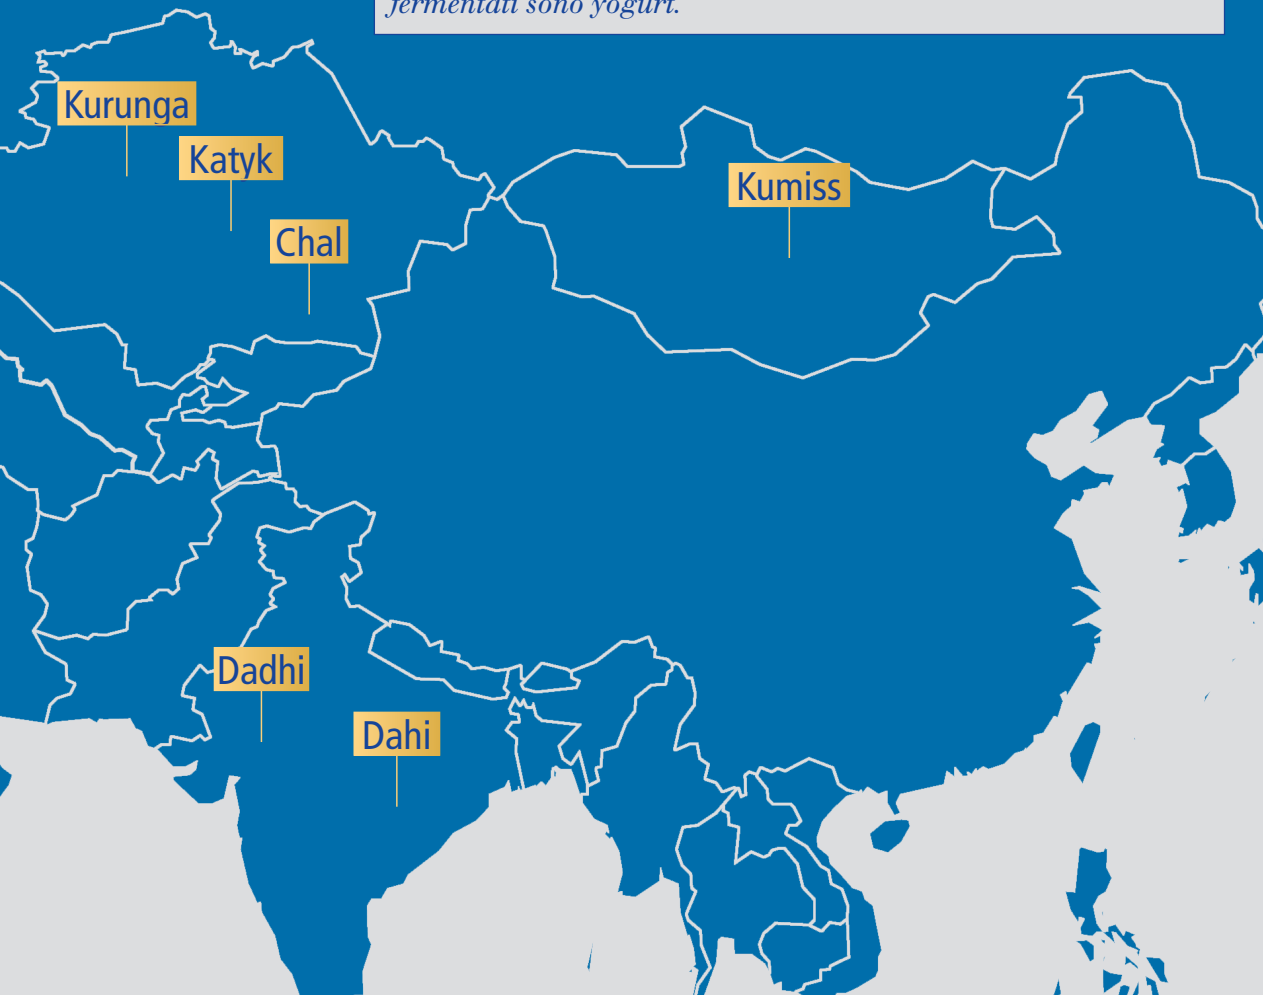 fermentati sono yogurt.
Kurunga
Katyk
Kumiss
Chal
Dadhi
Dahi